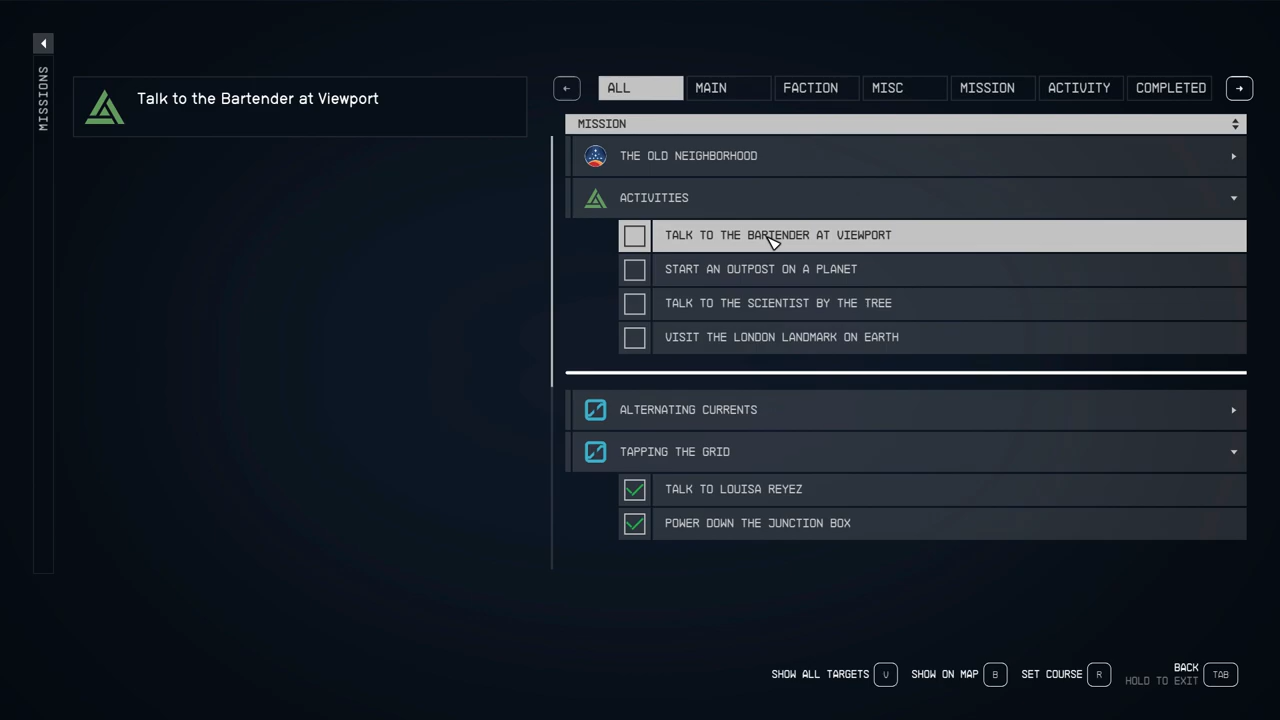 MISSIONS
Talk to the Bartender at Viewport
ALL
MAIN
FACTION
MISC
MISSION
ACTIVITY
COMPLETED
MISSION
THE OLD NEIGHBORHOOD
ACTIVITIES
TALK TO THE BARTENDER AT VIEWPORT
START AN OUTPOST ON A PLANET
TALK TO THE SCIENTIST BY THE TREE
VISIT THE LONDON LANDMARK ON EARTH
ALTERNATING CURRENTS
TAPPING THE GRID
TALK TO LOUISA REYEZ
POWER DOWN THE JUNCTION BOX
SHOW ALL TARGETS V
SHOW ON MAP B
SET COURSE R
BACK
HOLD TO EXIT
TAB